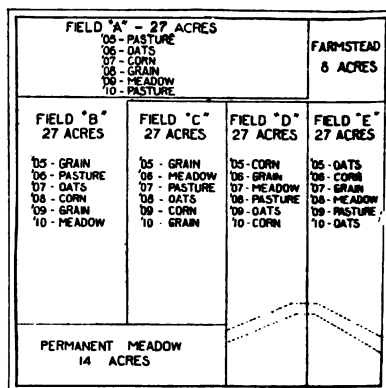 FIELD "A" - 27 ACRES
'05 - PASTURE
'06 - OATS
'07 - CORN
'08 - GRAIN
'09 - MEADOW
'10 - PASTURE
FARMSTEAD
8 ACRES
FIELD "B"
27 ACRES
'05 - GRAIN
'06 - PASTURE
'07 - OATS
'08 - CORN
'09 - GRAIN
'10 - MEADOW
FIELD "C"
27 ACRES
'05 - GRAIN
'06 - MEADOW
'07 - PASTURE
'08 - OATS
'09 - CORN
'10 - GRAIN
FIELD "D"
27 ACRES
'05 - CORN
'06 - GRAIN
'07 - MEADOW
'08 - PASTURE
'09 - OATS
'10 - CORN
FIELD "E"
27 ACRES
'05 - OATS
'06 - CORN
'07 - GRAIN
'08 - MEADOW
'09 - PASTURE
'10 - OATS
PERMANENT MEADOW
14 ACRES